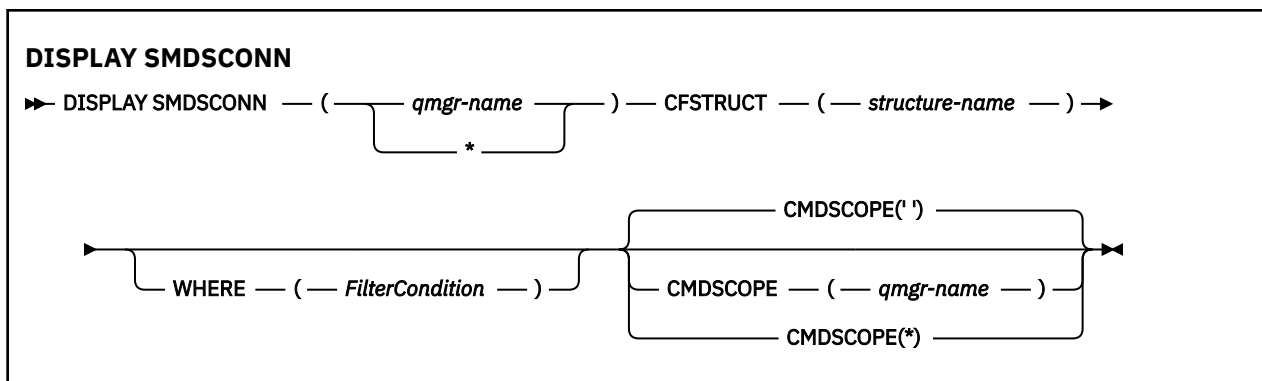 DISPLAY SMDSCONN
DISPLAY SMDSCONN ( qmgr-name ) CFSTRUCT ( structure-name )
*
CMDSCOPE(' ')
WHERE ( FilterCondition ) CMDSCOPE ( qmgr-name )
CMDSCOPE(*)